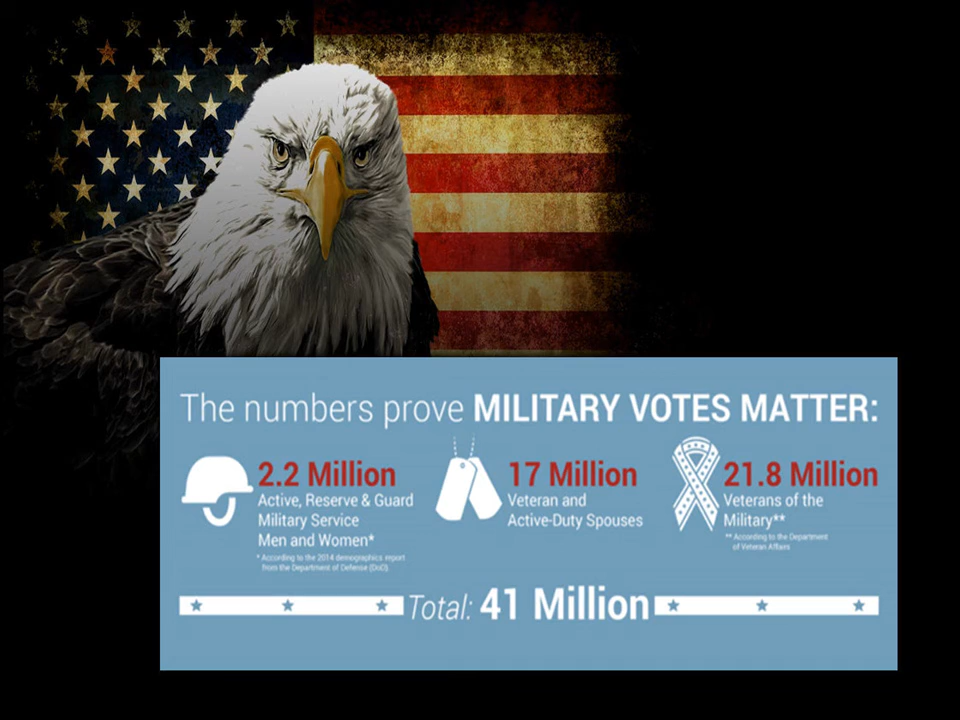 The numbers prove MILITARY VOTES MATTER:
2.2 Million
Active, Reserve & Guard
Military Service
Men and Women*
* According to the 2014 demographics report
from the Department of Defense (DoD).
17 Million
Veteran and
Active-Duty Spouses
21.8 Million
Veterans of the
Military**
** According to the Department
of Veteran Affairs
Total: 41 Million